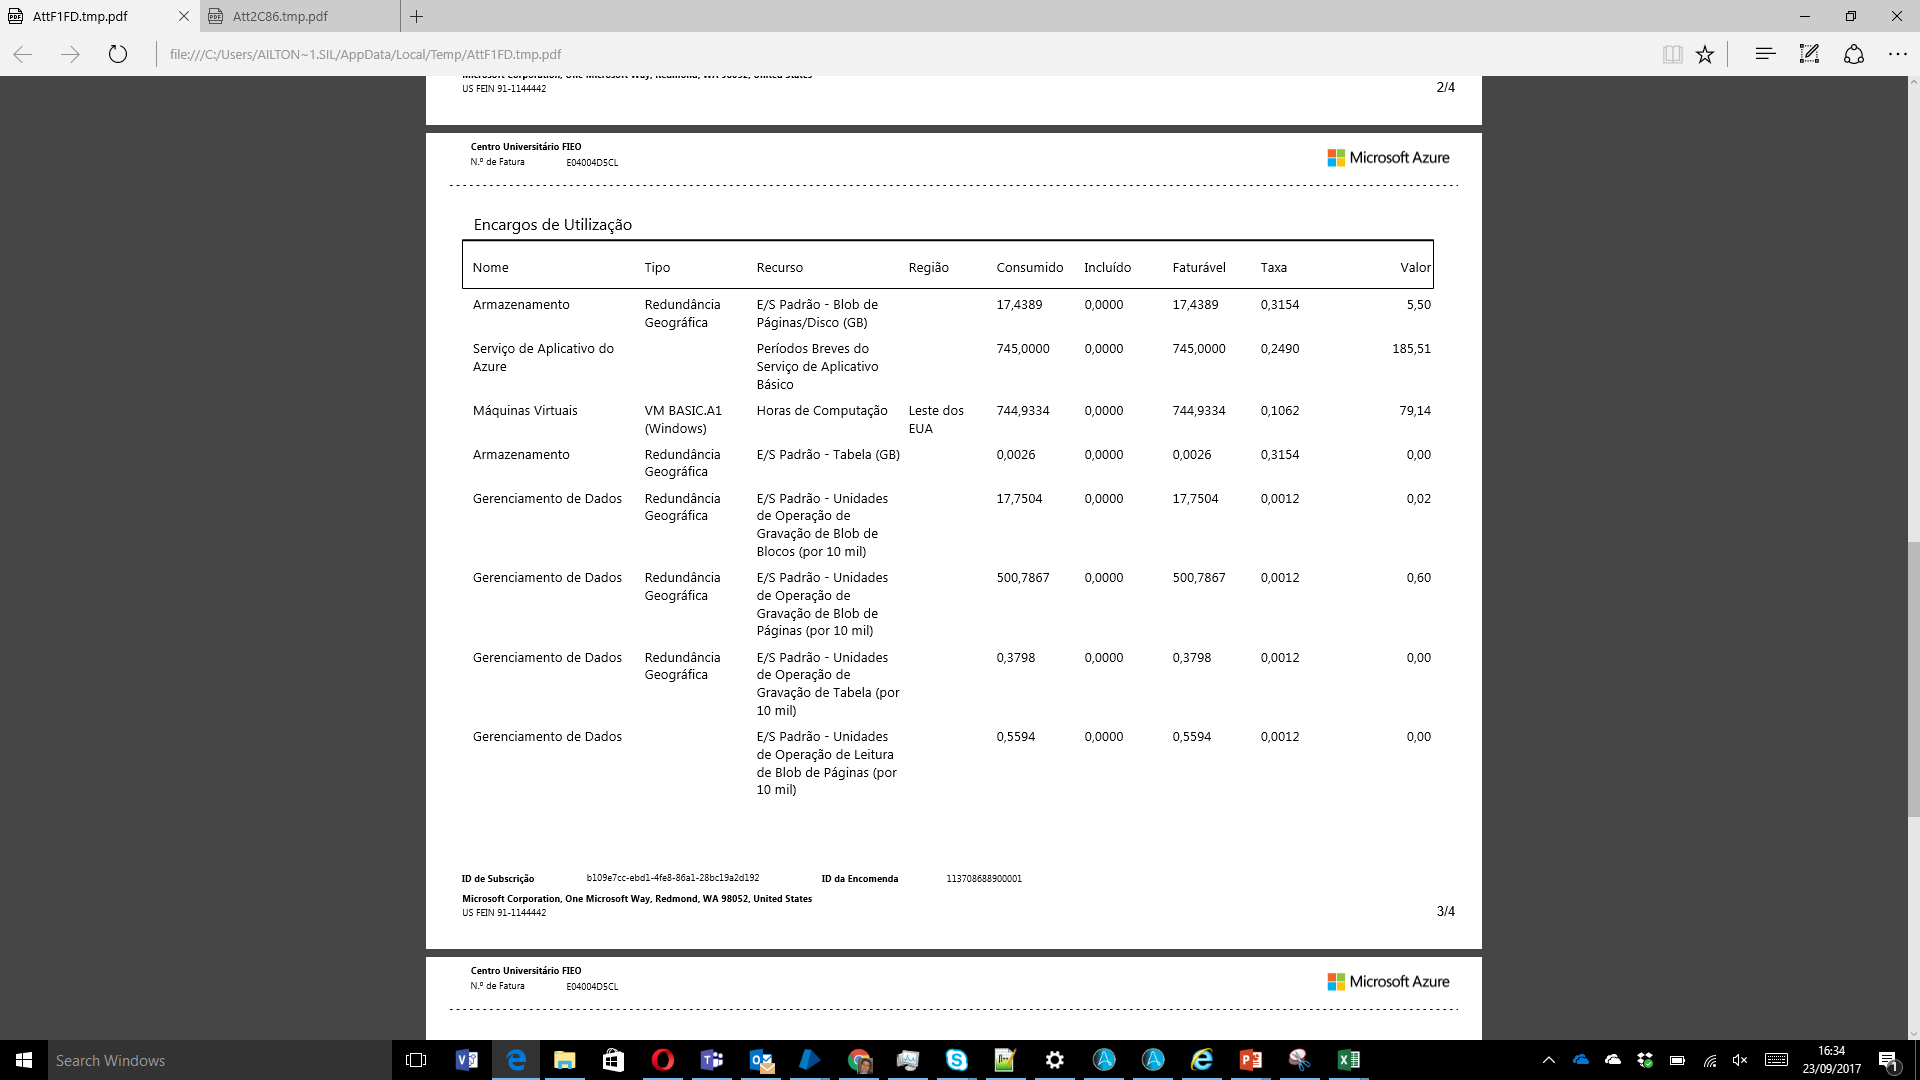 AttF1FD.tmp.pdf
Att2C86.tmp.pdf
file:///C:/Users/AILTON~1.SIL/AppData/Local/Temp/AttF1FD.tmp.pdf
Microsoft Corporation, One Microsoft Way, Redmond, WA 98052, United States
US FEIN 91-1144442
2/4
Centro Universitário FIEO
N.º de Fatura E04004D5CL
Microsoft Azure
Encargos de Utilização
Nome Tipo Recurso Região Consumido Incluído Faturável Taxa Valor
Armazenamento Redundância E/S Padrão - Blob de 17,4389 0,0000 17,4389 0,3154 5,50
Geográfica Páginas/Disco (GB)
Serviço de Aplicativo do Períodos Breves do 745,0000 0,0000 745,0000 0,2490 185,51
Azure Serviço de Aplicativo
Básico
Máquinas Virtuais VM BASIC.A1 Horas de Computação Leste dos 744,9334 0,0000 744,9334 0,1062 79,14
(Windows) EUA
Armazenamento Redundância E/S Padrão - Tabela (GB) 0,0026 0,0000 0,0026 0,3154 0,00
Geográfica
Gerenciamento de Dados Redundância E/S Padrão - Unidades 17,7504 0,0000 17,7504 0,0012 0,02
Geográfica de Operação de
Gravação de Blob de
Blocos (por 10 mil)
Gerenciamento de Dados Redundância E/S Padrão - Unidades 500,7867 0,0000 500,7867 0,0012 0,60
Geográfica de Operação de
Gravação de Blob de
Páginas (por 10 mil)
Gerenciamento de Dados Redundância E/S Padrão - Unidades 0,3798 0,0000 0,3798 0,0012 0,00
Geográfica de Operação de
Gravação de Tabela (por
10 mil)
Gerenciamento de Dados E/S Padrão - Unidades 0,5594 0,0000 0,5594 0,0012 0,00
de Operação de Leitura
de Blob de Páginas (por
10 mil)
ID de Subscrição b109e7cc-ebd1-4fe8-86a1-28bc19a2d192 ID da Encomenda 113708688900001
Microsoft Corporation, One Microsoft Way, Redmond, WA 98052, United States
US FEIN 91-1144442
3/4
Centro Universitário FIEO
N.º de Fatura E04004D5CL
Microsoft Azure
Search Windows
16:34
23/09/2017